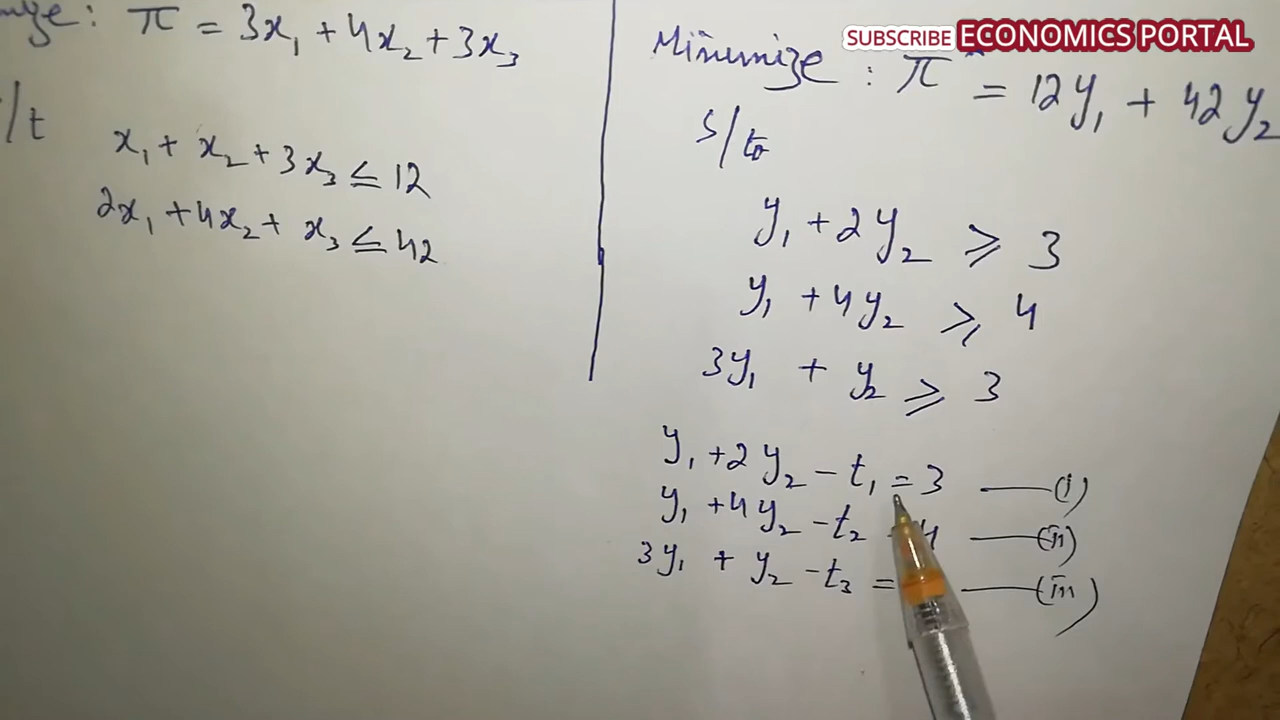 SUBSCRIBE ECONOMICS PORTAL
π = 3x₁ + 4x₂ + 3x₃
/t
x₁ + x₂ + 3x₃ ≤ 12
2x₁ + 4x₂ + x₃ ≤ 42
Minimize : π* = 12y₁ + 42y₂
S/to
y₁ + 2y₂ ≥ 3
y₁ + 4y₂ ≥ 4
3y₁ + y₂ ≥ 3
y₁ + 2y₂ - t₁ = 3 —(i)
y₁ + 4y₂ - t₂ 4 —(ii)
3y₁ + y₂ - t₃ = —(iii)